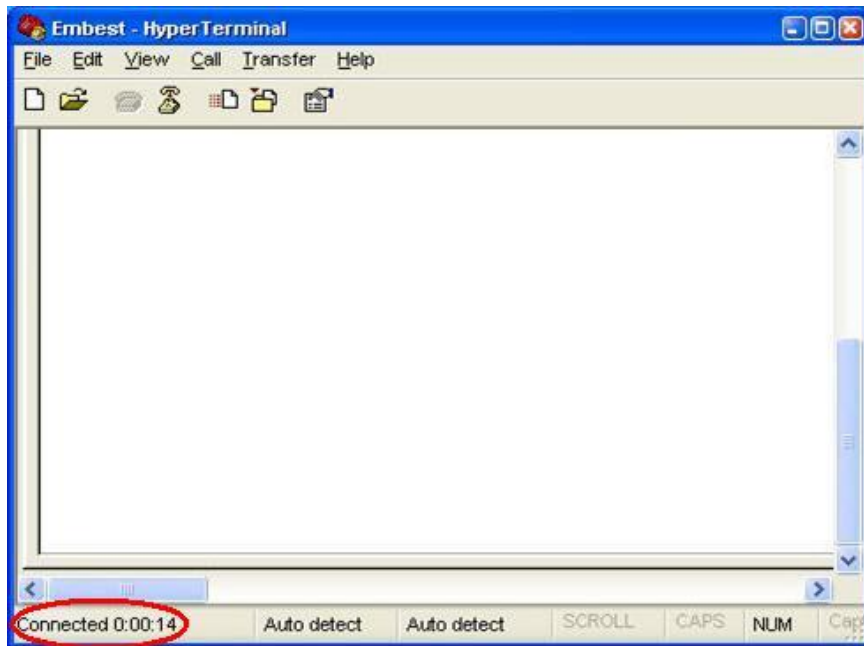 Embest - HyperTerminal
File Edit View Call Transfer Help
Connected 0:00:14 Auto detect Auto detect SCROLL CAPS NUM